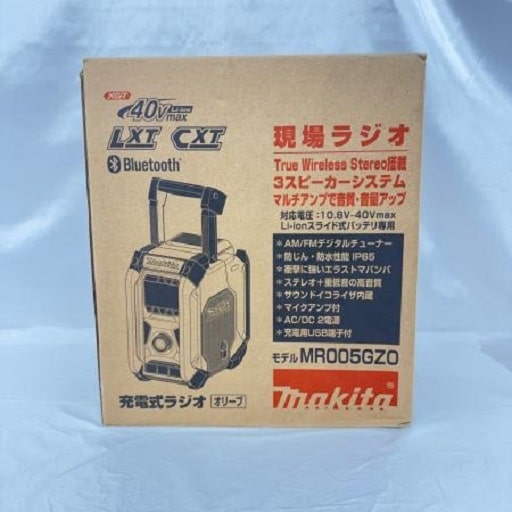 XGT 40Vmax Li-ion
LXT CXT
Bluetooth®
現場ラジオ
True Wireless Stereo搭載
3スピーカーシステム
マルチアンプで音質・音量アップ
対応電圧:10.8V-40Vmax
Li-ionスライド式バッテリ専用
＊AM/FMデジタルチューナー
＊防じん・防水性能 IP65
＊衝撃に強いエラストマバンパ
＊ステレオ+重低音の高音質
＊サウンドイコライザ内蔵
＊マイクアンプ付
＊AC/DC 2電源
＊充電用USB端子付
モデル MR005GZO
makita®
充電式ラジオ オリーブ